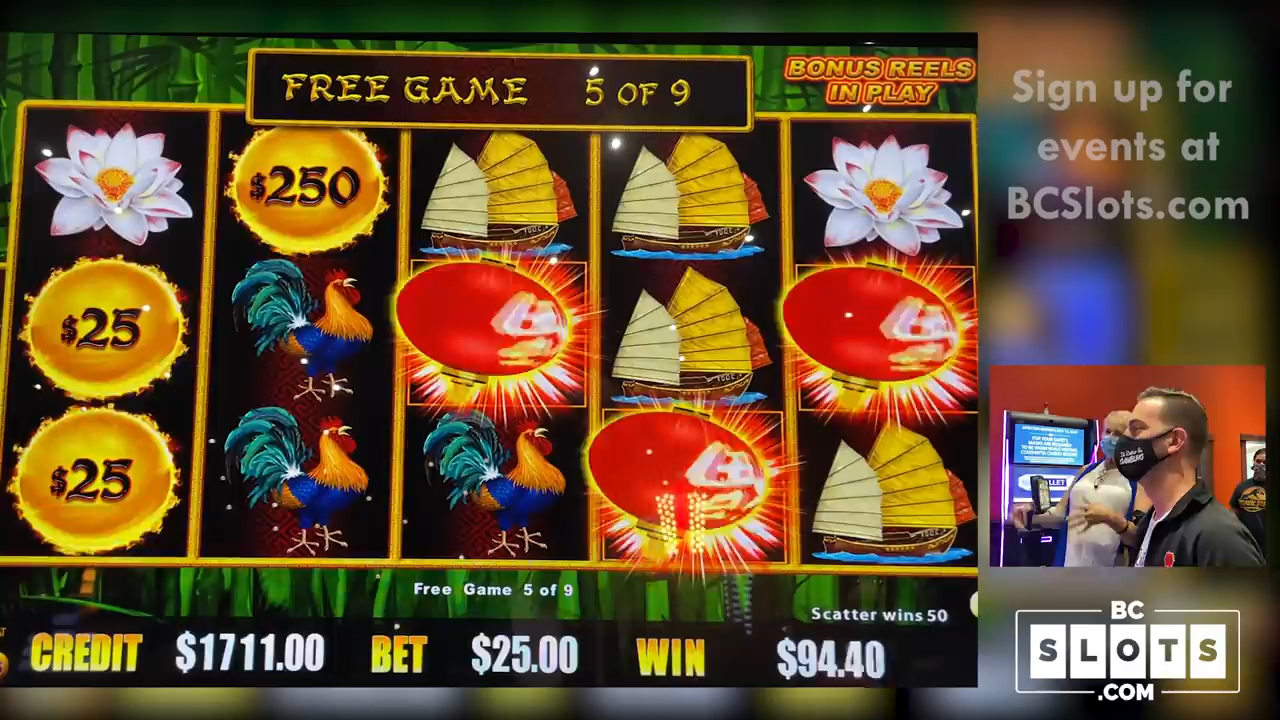 FREE GAME 5 OF 9
BONUS REELS
IN PLAY
Sign up for
events at
BCSlots.com
$250
$25
$25
Free Game 5 of 9
Scatter wins 50
CREDIT $1711.00 BET $25.00 WIN $94.40
BC
SLOTS
.COM